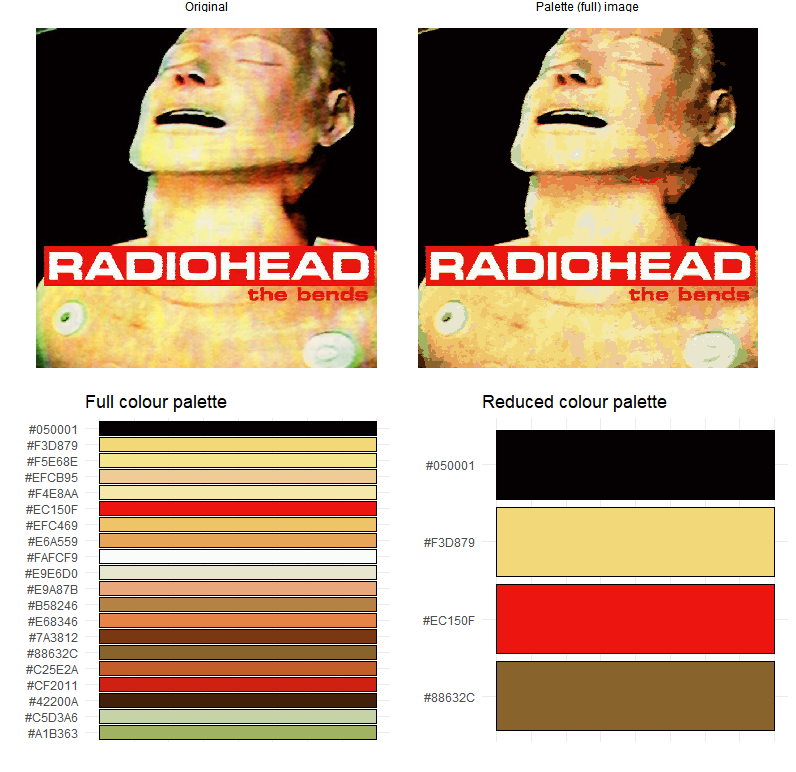 Original
Palette (full) image
RADIOHEAD
the bends
RADIOHEAD
the bends
Full colour palette
#050001
#F3D879
#F5E68E
#EFCB95
#F4E8AA
#EC150F
#EFC469
#E6A559
#FAFCF9
#E9E6D0
#E9A87B
#B58246
#E68346
#7A3812
#88632C
#C25E2A
#CF2011
#42200A
#C5D3A6
#A1B363
Reduced colour palette
#050001
#F3D879
#EC150F
#88632C